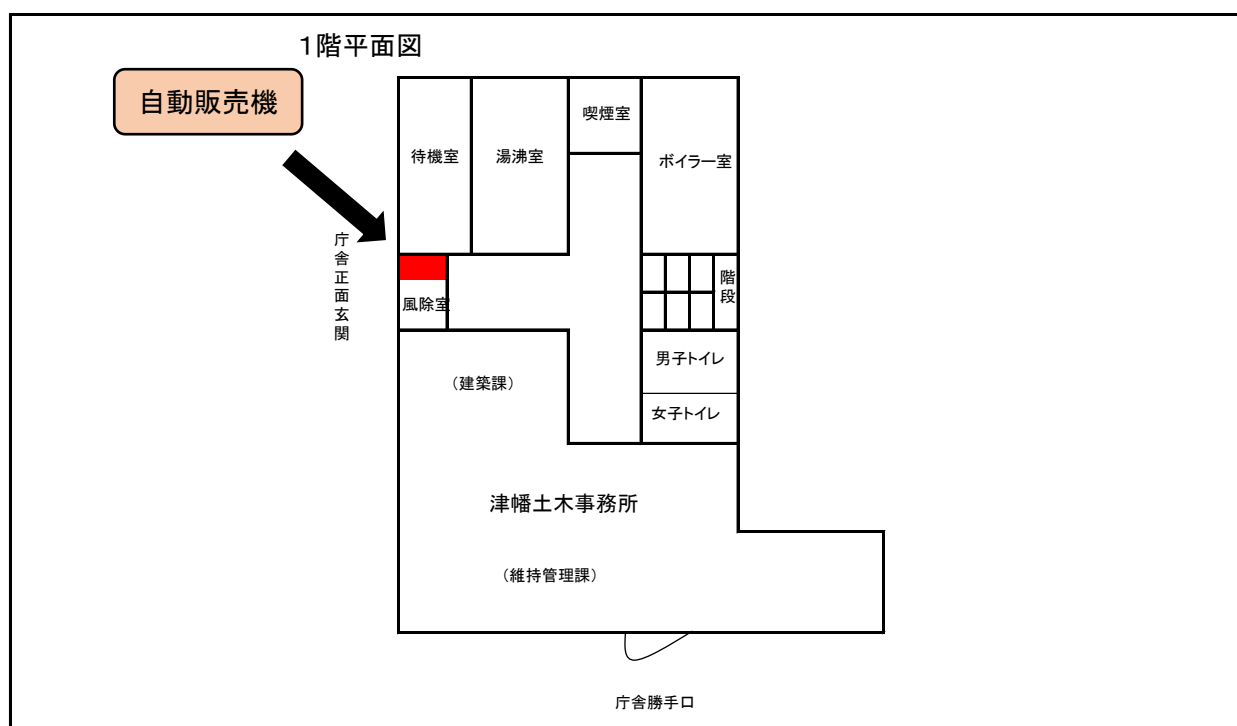 1階平面図
自動販売機
喫煙室
待機室
湯沸室
ボイラー室
庁舎正面玄関
階段
風除室
男子トイレ
(建築課)
女子トイレ
津幡土木事務所
(維持管理課)
庁舎勝手口